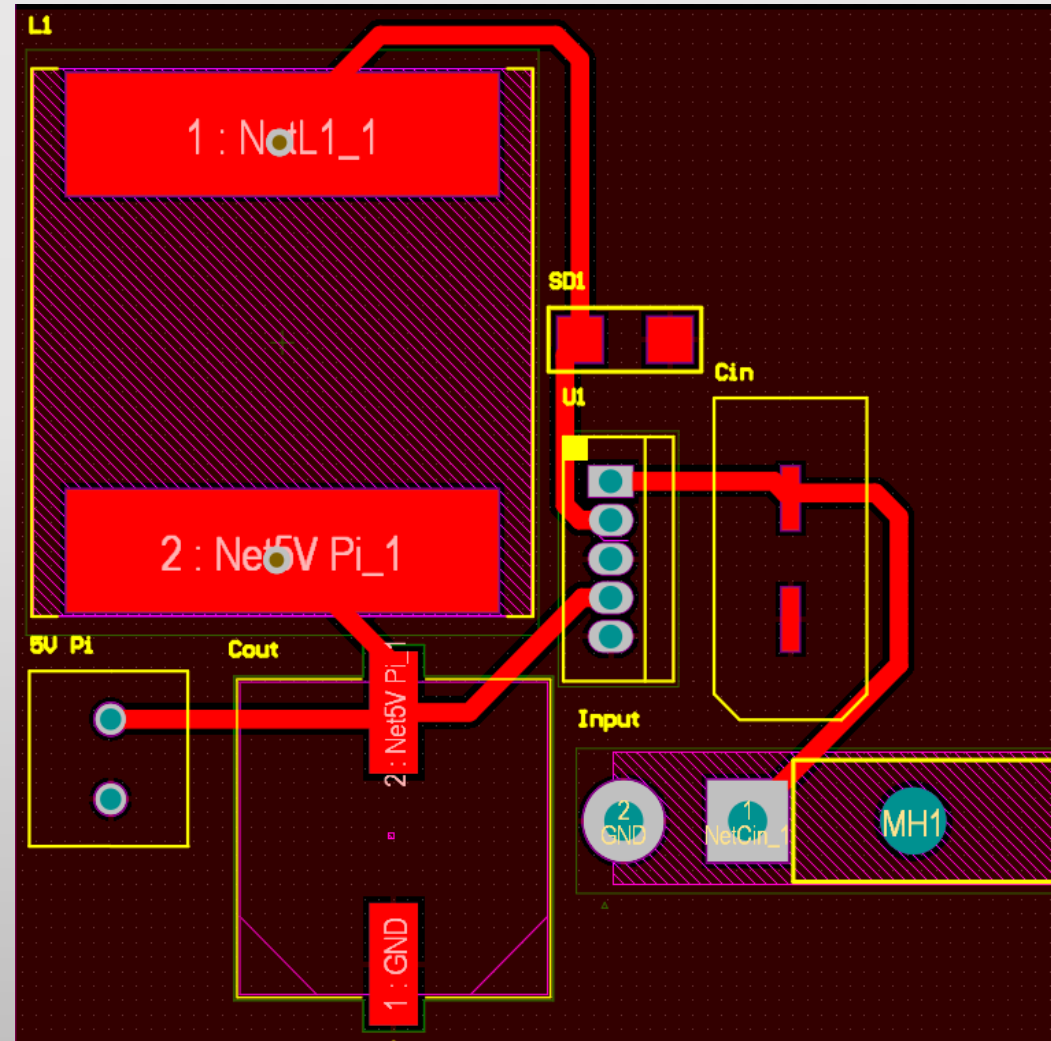 L1
1 : NetL1_1
SD1
Cin
U1
2 : Net5V Pi_1
5V Pi
Cout
2 : Net5V Pi_1
Input
2
GND
1
NetCin_1
MH1
1 : GND